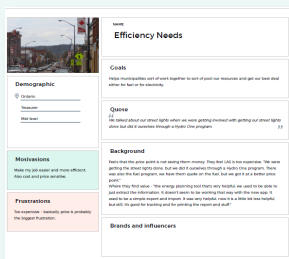 NAME
Efficiency Needs
Demographic
Ontario
Treasurer
Mid-level
Goals
Helps municipalities sort of work together to sort of pool our resources and get our best deal
either for fuel or for electricity.
Quose
We talked about our street lights when we were getting involved with getting our street lights
done but did it ourselves through a Hydro One program.
Motivasions
Make my job easier and more efficient.
Also cost and price sensitive.
Frustrations
Too expensive - basically price is probably
the biggest frustration.
Background
Feels that the price point is not saving them money. They find LAS is too expensive. "We were
getting the street lights done, but we did it ourselves through a Hydro One program. There
was also the fuel program, we have them quote on the fuel, but we got it at a better price
point."
Where they find value - "the energy planning tool that's very helpful, we used to be able to
just extract the information. It doesn't seem to be working that way with the new app. It
used to be a simple export and import. It was very helpful, now it is a little bit less helpful
but still, it's good for tracking and for printing the report and stuff."
Brands and influencers